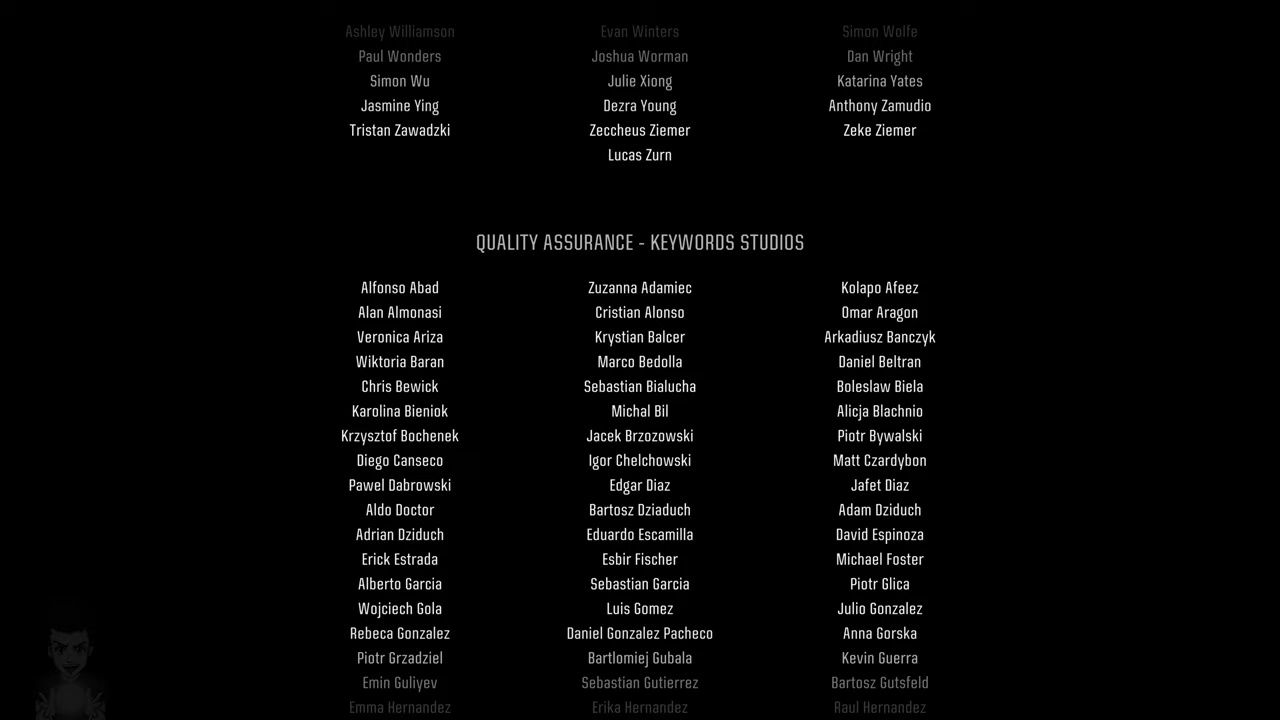 Ashley Williamson Evan Winters Simon Wolfe
Paul Wonders Joshua Worman Dan Wright
Simon Wu Julie Xiong Katarina Yates
Jasmine Ying Dezra Young Anthony Zamudio
Tristan Zawadzki Zeccheus Ziemer Zeke Ziemer
Lucas Zurn
QUALITY ASSURANCE - KEYWORDS STUDIOS
Alfonso Abad Zuzanna Adamiec Kolapo Afeez
Alan Almonasi Cristian Alonso Omar Aragon
Veronica Ariza Krystian Balcer Arkadiusz Banczyk
Wiktoria Baran Marco Bedolla Daniel Beltran
Chris Bewick Sebastian Bialucha Boleslaw Biela
Karolina Bieniok Michal Bil Alicja Blachnio
Krzysztof Bochenek Jacek Brzozowski Piotr Bywalski
Diego Canseco Igor Chelchowski Matt Czardybon
Pawel Dabrowski Edgar Diaz Jafet Diaz
Aldo Doctor Bartosz Dziaduch Adam Dziduch
Adrian Dziduch Eduardo Escamilla David Espinoza
Erick Estrada Esbir Fischer Michael Foster
Alberto Garcia Sebastian Garcia Piotr Glica
Wojciech Gola Luis Gomez Julio Gonzalez
Rebeca Gonzalez Daniel Gonzalez Pacheco Anna Gorska
Piotr Grzadziel Bartlomiej Gubala Kevin Guerra
Emin Guliyev Sebastian Gutierrez Bartosz Gutsfeld
Emma Hernandez Erika Hernandez Raul Hernandez